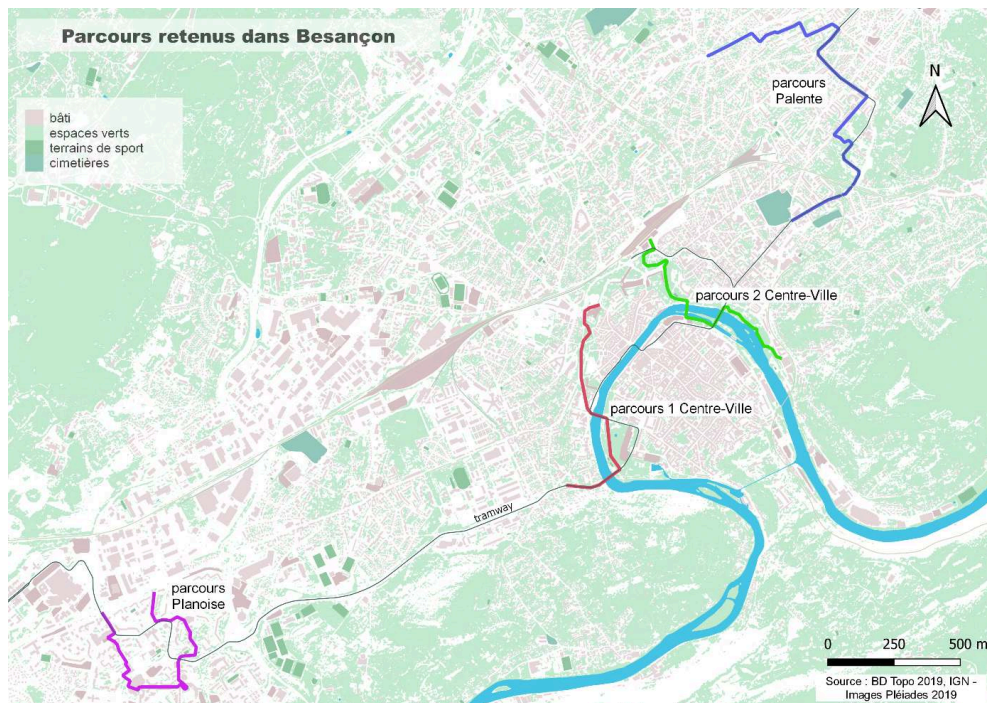 Parcours retenus dans Besançon
bâti
espaces verts
terrains de sport
cimetières
parcours
Palente
N
parcours 2 Centre-Ville
parcours 1 Centre-Ville
tramway
parcours
Planoise
0 250 500 m
Source : BD Topo 2019, IGN -
Images Pléiades 2019